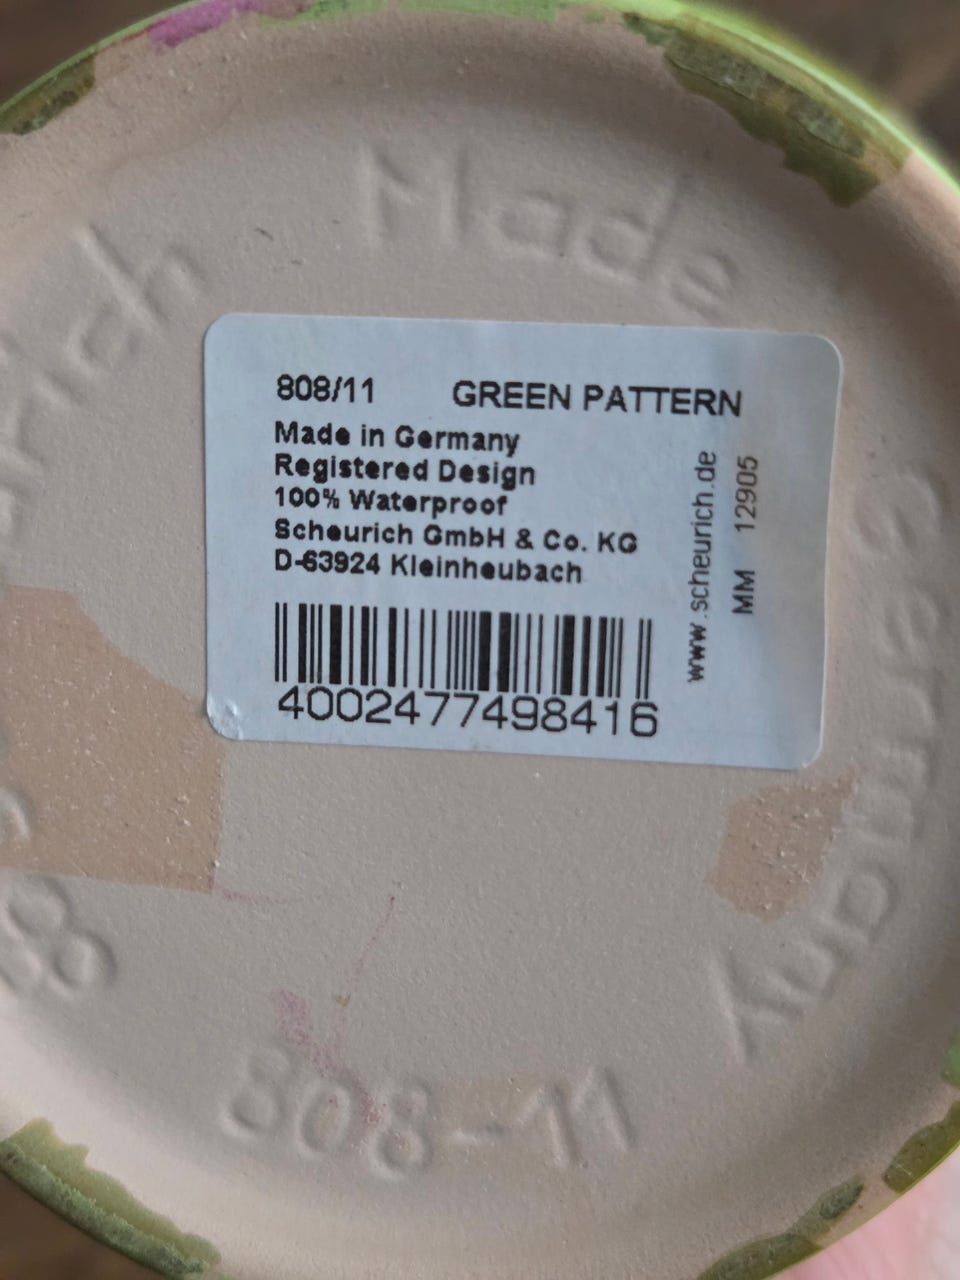 Made
808/11 GREEN PATTERN
Made in Germany
Registered Design
100% Waterproof
Scheurich GmbH & Co. KG
D-63924 Kleinheubach
4002477498416
www.scheurich.de
MM 12905
Germany
808-11